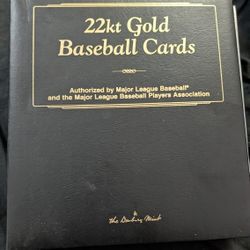 22kt Gold
Baseball Cards
Authorized by Major League Baseball®
and the Major League Baseball Players Association
the Danbury Mint